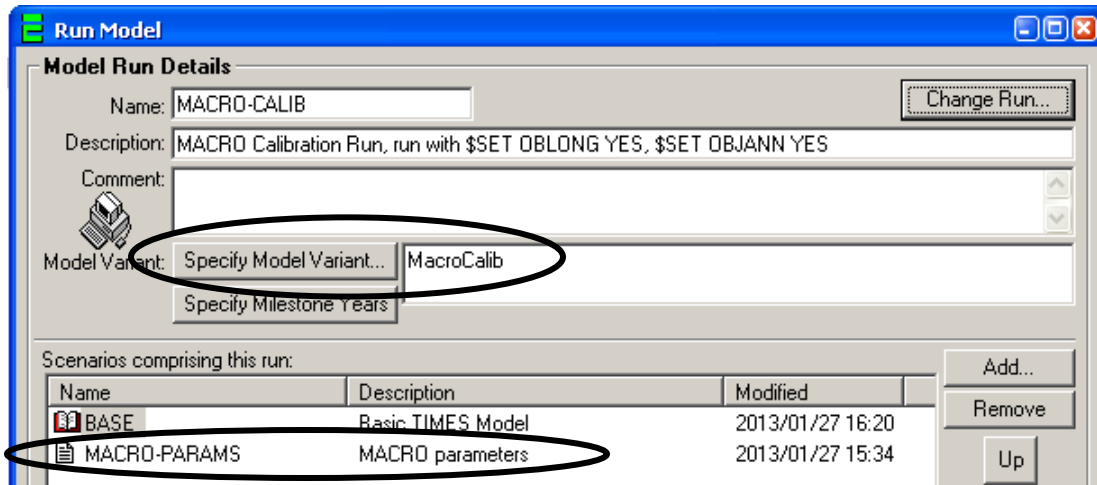 Run Model
Model Run Details
Name: MACRO-CALIB
Change Run...
Description: MACRO Calibration Run, run with $SET OBLONG YES, $SET OBJANN YES
Comment:
Model Variant: Specify Model Variant... MacroCalib
Specify Milestone Years
Scenarios comprising this run:
Add...
Name Description Modified
Remove
BASE Basic TIMES Model 2013/01/27 16:20
MACRO-PARAMS MACRO parameters 2013/01/27 15:34
Up